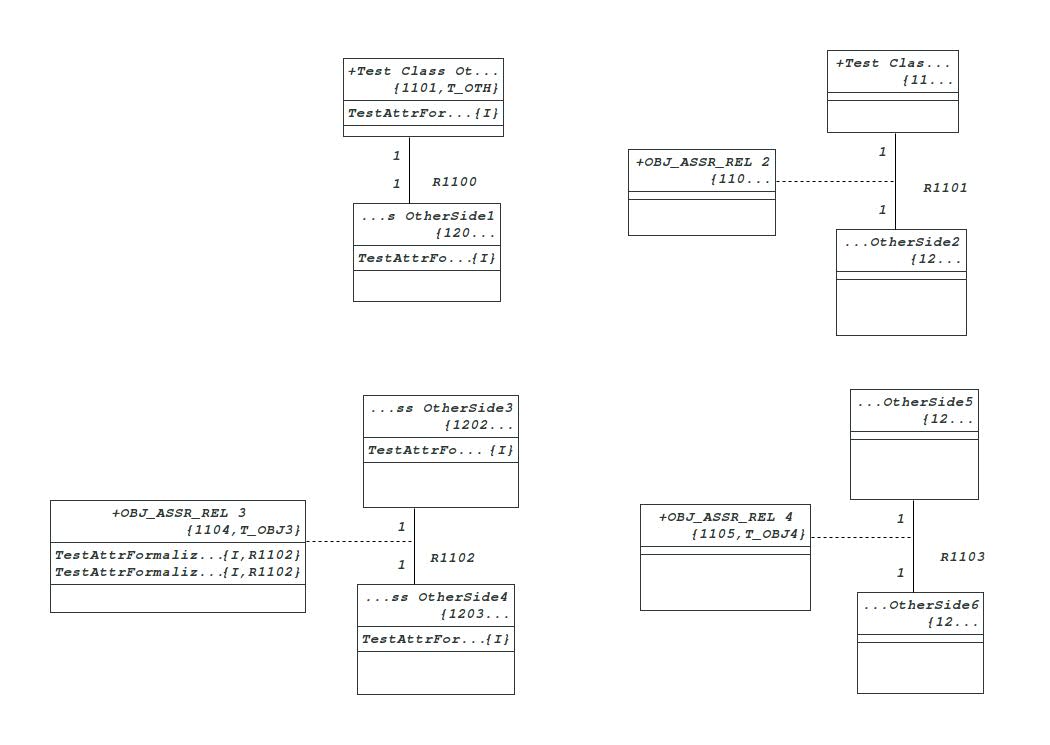 +Test Class Ot...
{1101,T_OTH}
TestAttrFor...{I}
1
1
R1100
...s OtherSide1
{120...
TestAttrFo...{I}
+Test Clas...
{11...
1
+OBJ_ASSR_REL 2
{110...
R1101
1
...OtherSide2
{12...
...ss OtherSide3
{1202...
TestAttrFo... {I}
+OBJ_ASSR_REL 3
{1104,T_OBJ3}
TestAttrFormaliz...{I,R1102}
TestAttrFormaliz...{I,R1102}
1
R1102
1
...ss OtherSide4
{1203...
TestAttrFor...{I}
...OtherSide5
{12...
+OBJ_ASSR_REL 4
{1105,T_OBJ4}
1
R1103
1
...OtherSide6
{12...